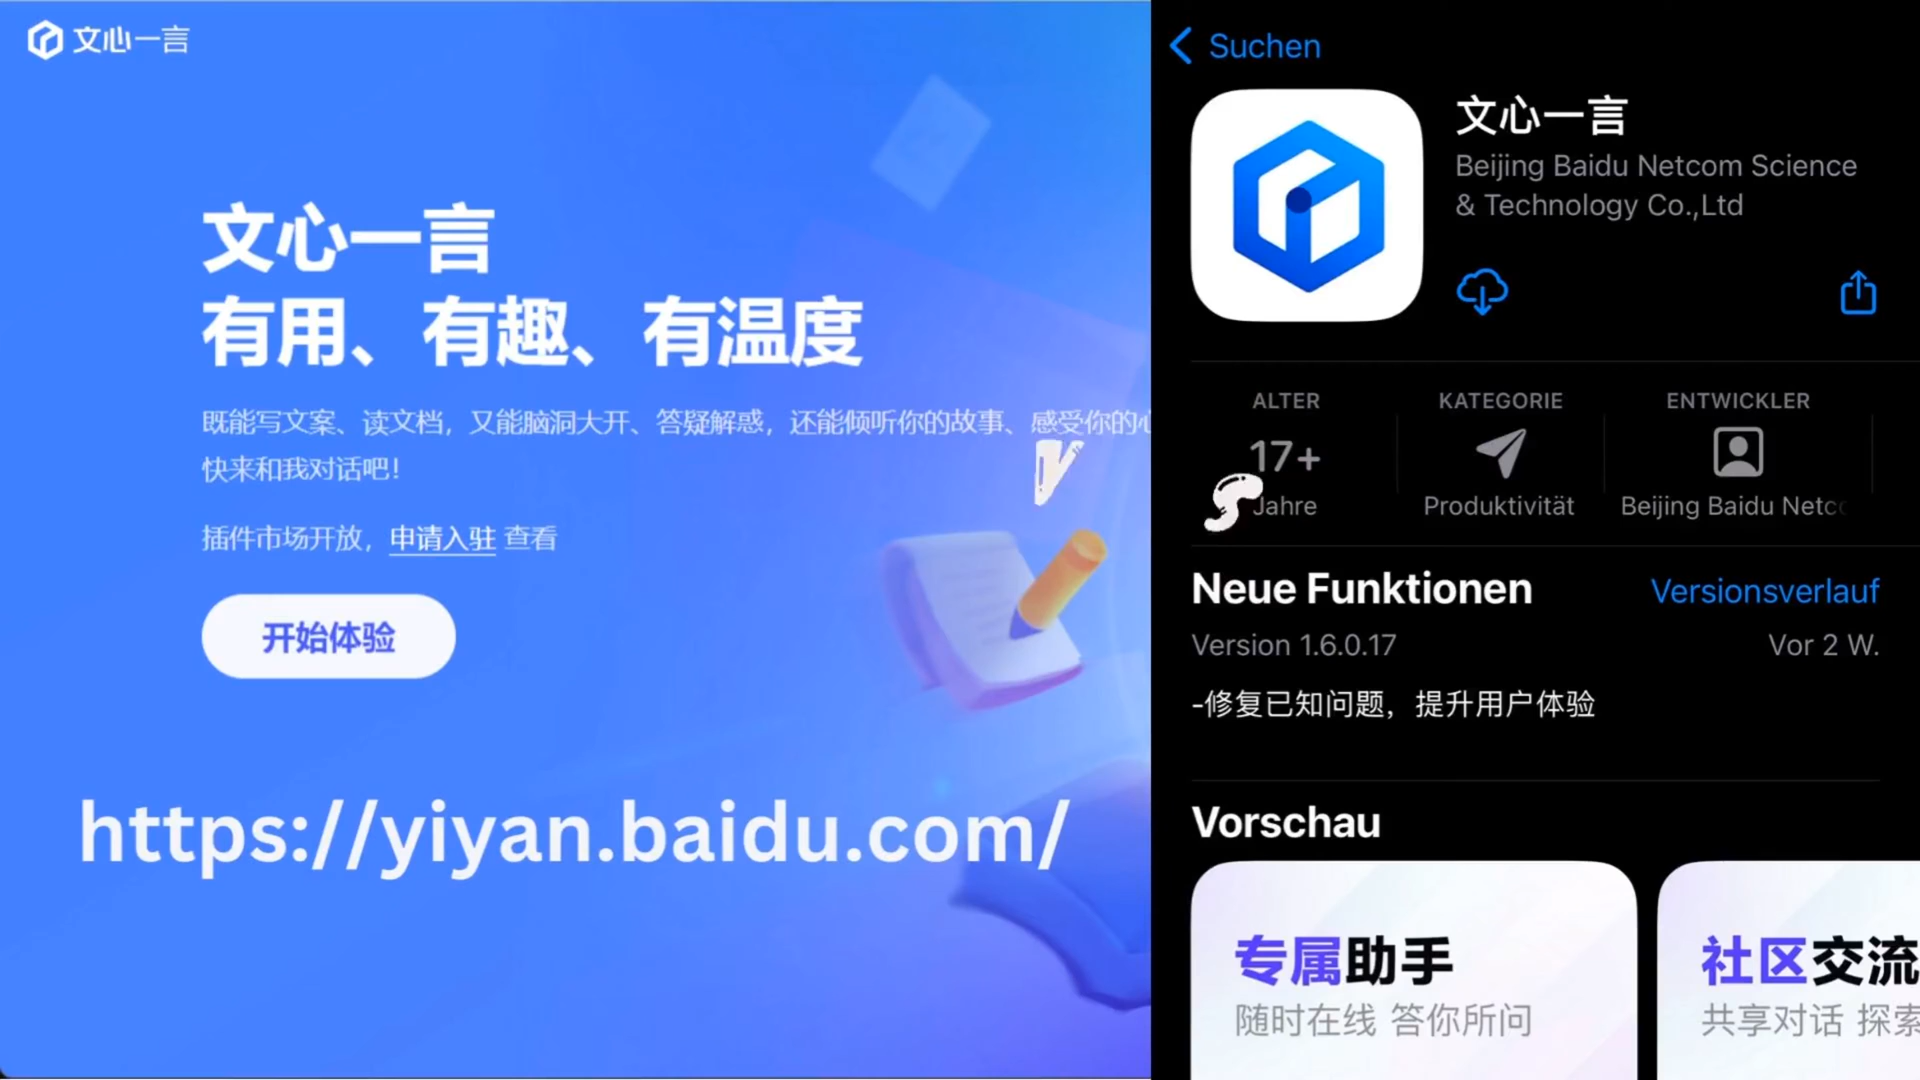 文心一言
文心一言
有用、有趣、有温度
既能写文案、读文档，又能脑洞大开、答疑解惑，还能倾听你的故事、感受你的心
快来和我对话吧！
插件市场开放，申请入驻 查看
开始体验
https://yiyan.baidu.com/
V
S
Suchen
文心一言
Beijing Baidu Netcom Science
& Technology Co.,Ltd
ALTER
17+
Jahre
KATEGORIE
Produktivität
ENTWICKLER
Beijing Baidu Netc
Neue Funktionen
Versionsverlauf
Version 1.6.0.17
Vor 2 W.
-修复已知问题，提升用户体验
Vorschau
专属助手
随时在线 答你所问
社区交流
共享对话 探索